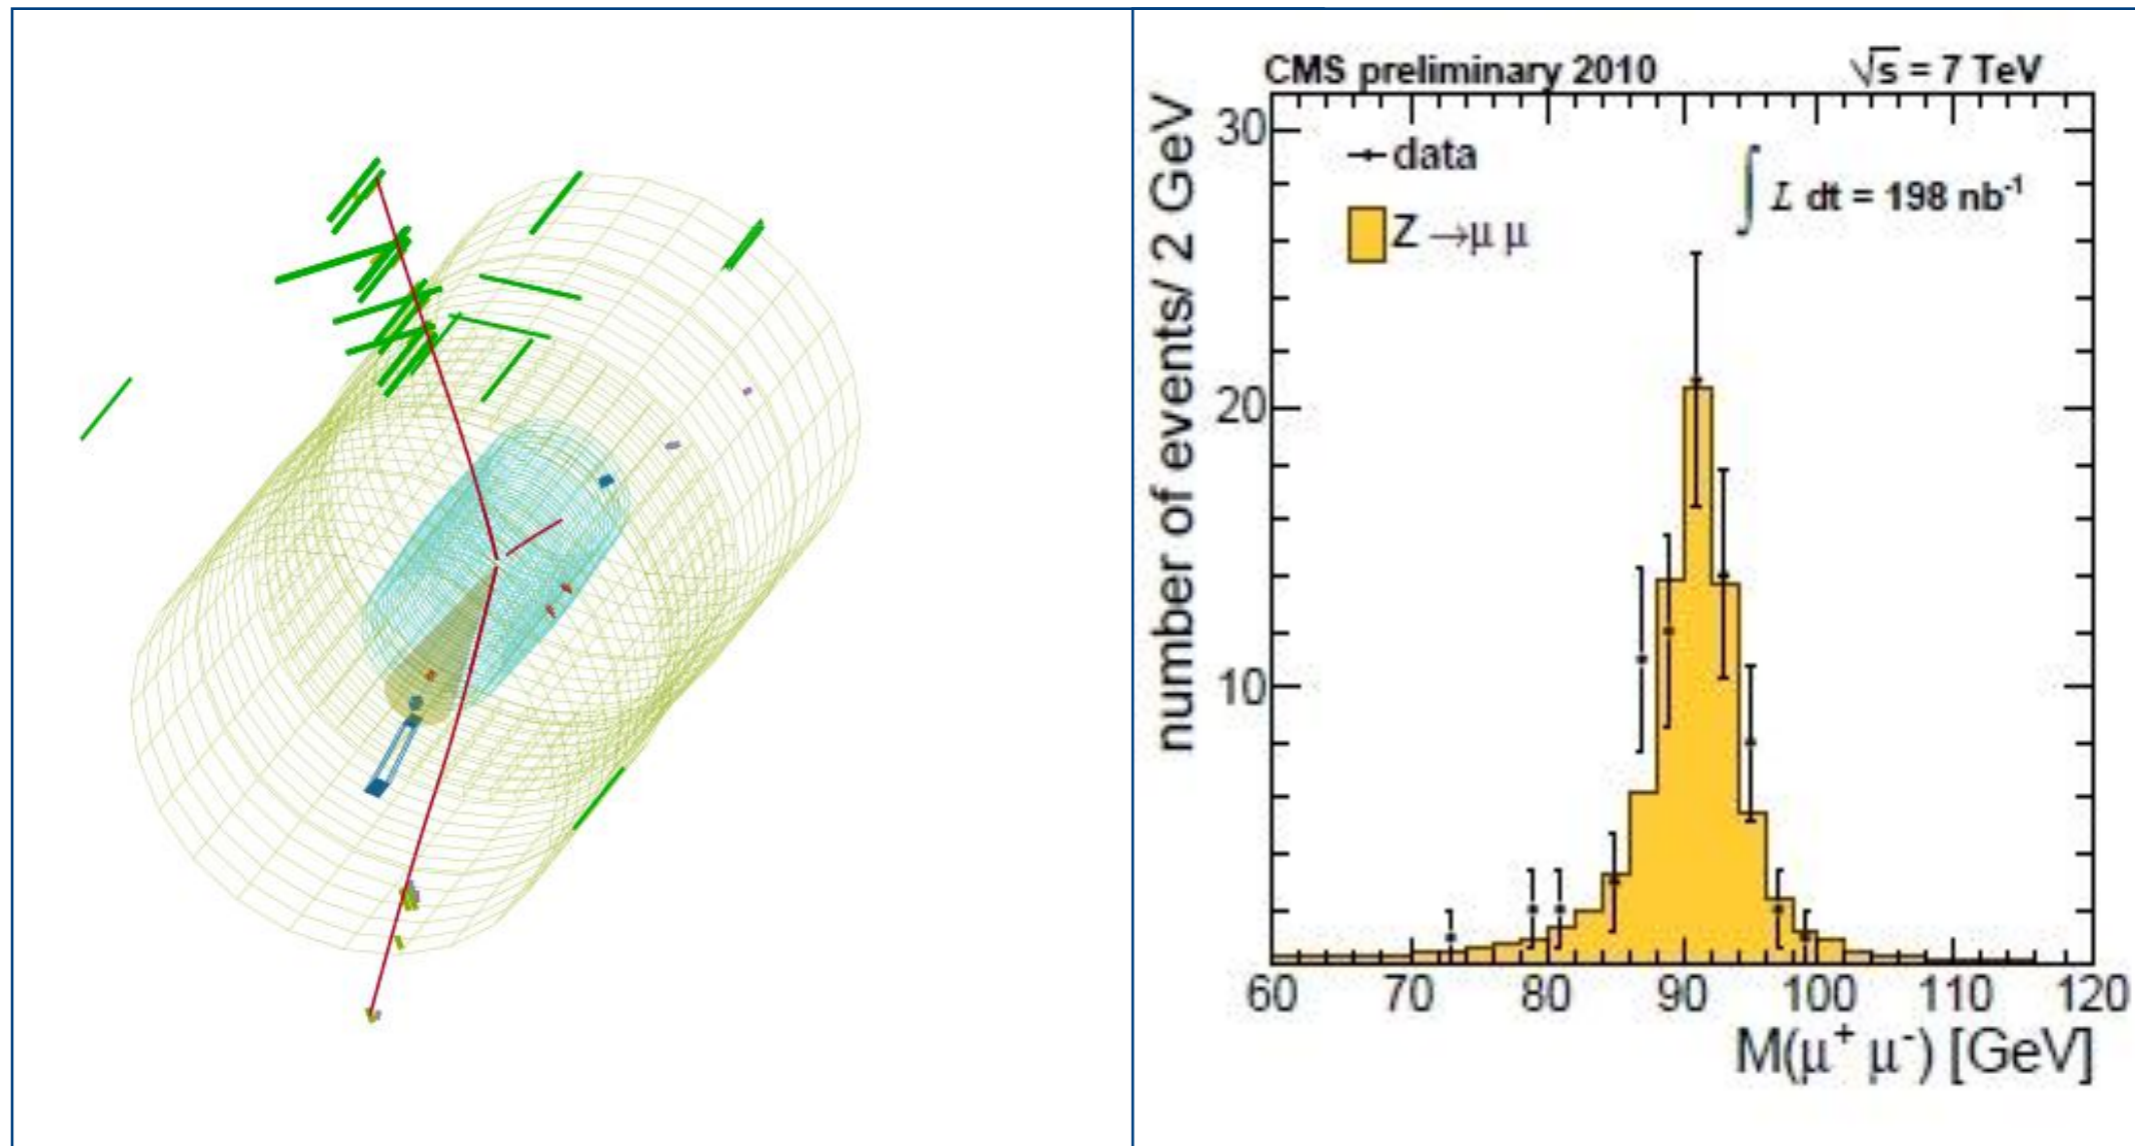 CMS preliminary 2010 √s = 7 TeV
number of events/ 2 GeV
30
20
10
data
Z →μ μ
∫ L dt = 198 nb⁻¹
60 70 80 90 100 110 120
M(μ⁺ μ⁻) [GeV]